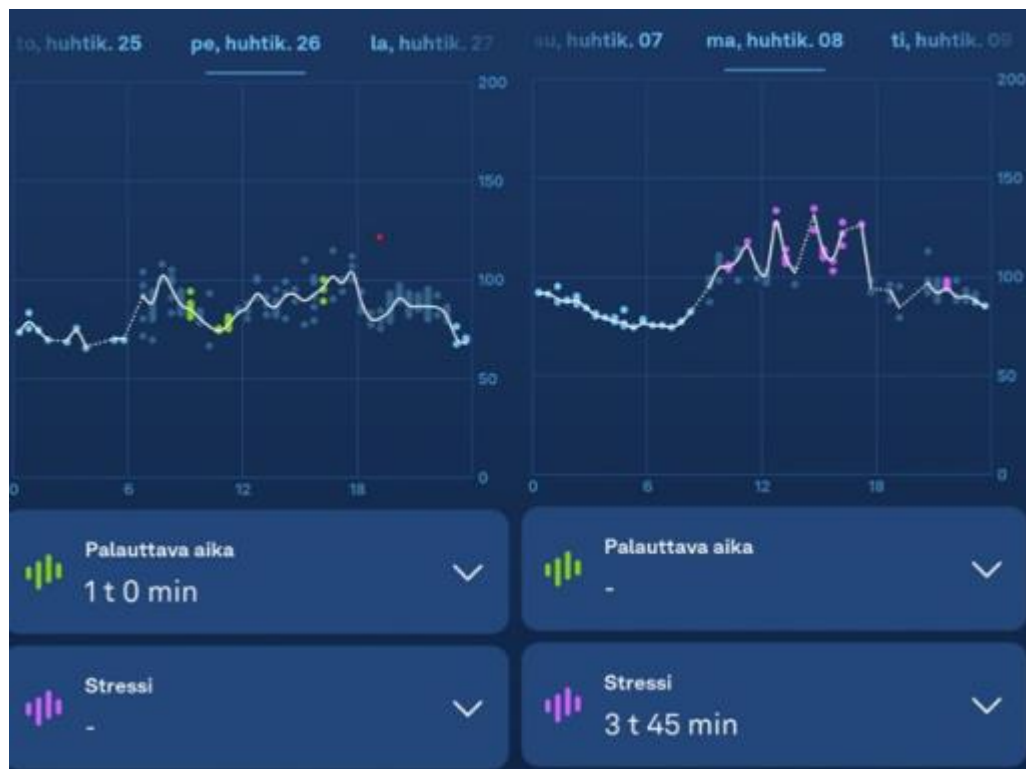 to, huhtik. 25 pe, huhtik. 26 la, huhtik. 27
200
150
100
50
0
0 6 12 18
Palauttava aika
1 t 0 min
Stressi
-
su, huhtik. 07 ma, huhtik. 08 ti, huhtik. 09
200
150
100
50
0
0 6 12 18
Palauttava aika
-
Stressi
3 t 45 min